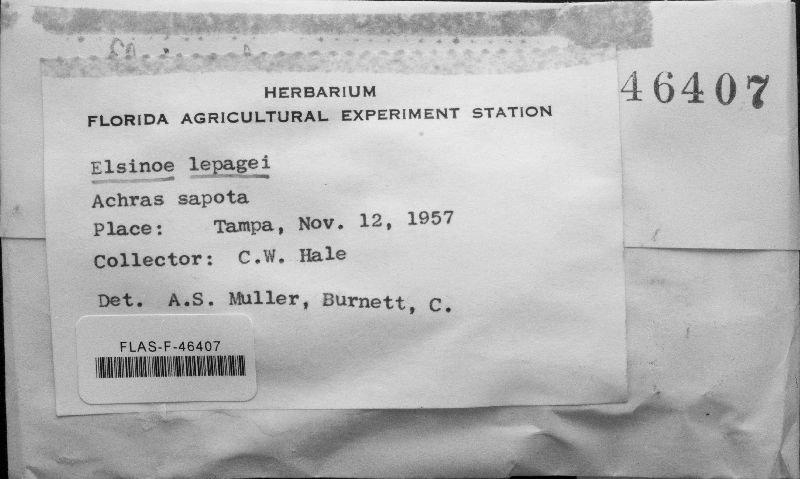 46407
HERBARIUM
FLORIDA AGRICULTURAL EXPERIMENT STATION
Elsinoe lepagei
Achras sapota
Place: Tampa, Nov. 12, 1957
Collector: C.W. Hale
Det. A.S. Muller, Burnett, C.
FLAS-F-46407